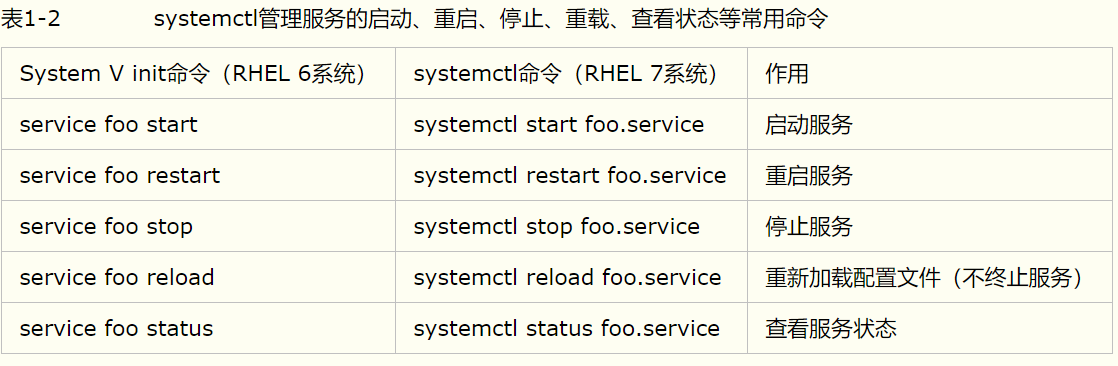 表1-2 systemctl管理服务的启动、重启、停止、重载、查看状态等常用命令
System V init命令（RHEL 6系统） systemctl命令（RHEL 7系统） 作用
service foo start systemctl start foo.service 启动服务
service foo restart systemctl restart foo.service 重启服务
service foo stop systemctl stop foo.service 停止服务
service foo reload systemctl reload foo.service 重新加载配置文件（不终止服务）
service foo status systemctl status foo.service 查看服务状态